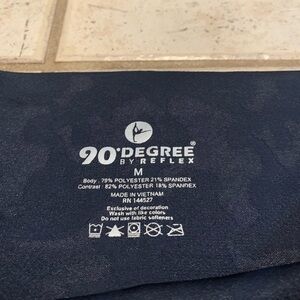 90°DEGREE®
BY REFLEX
M
Body: 79% POLYESTER 21% SPANDEX
Contrast: 82% POLYESTER 18% SPANDEX
MADE IN VIETNAM
RN 144527
Exclusive of decoration
Wash with like colors
Do not use fabric softeners